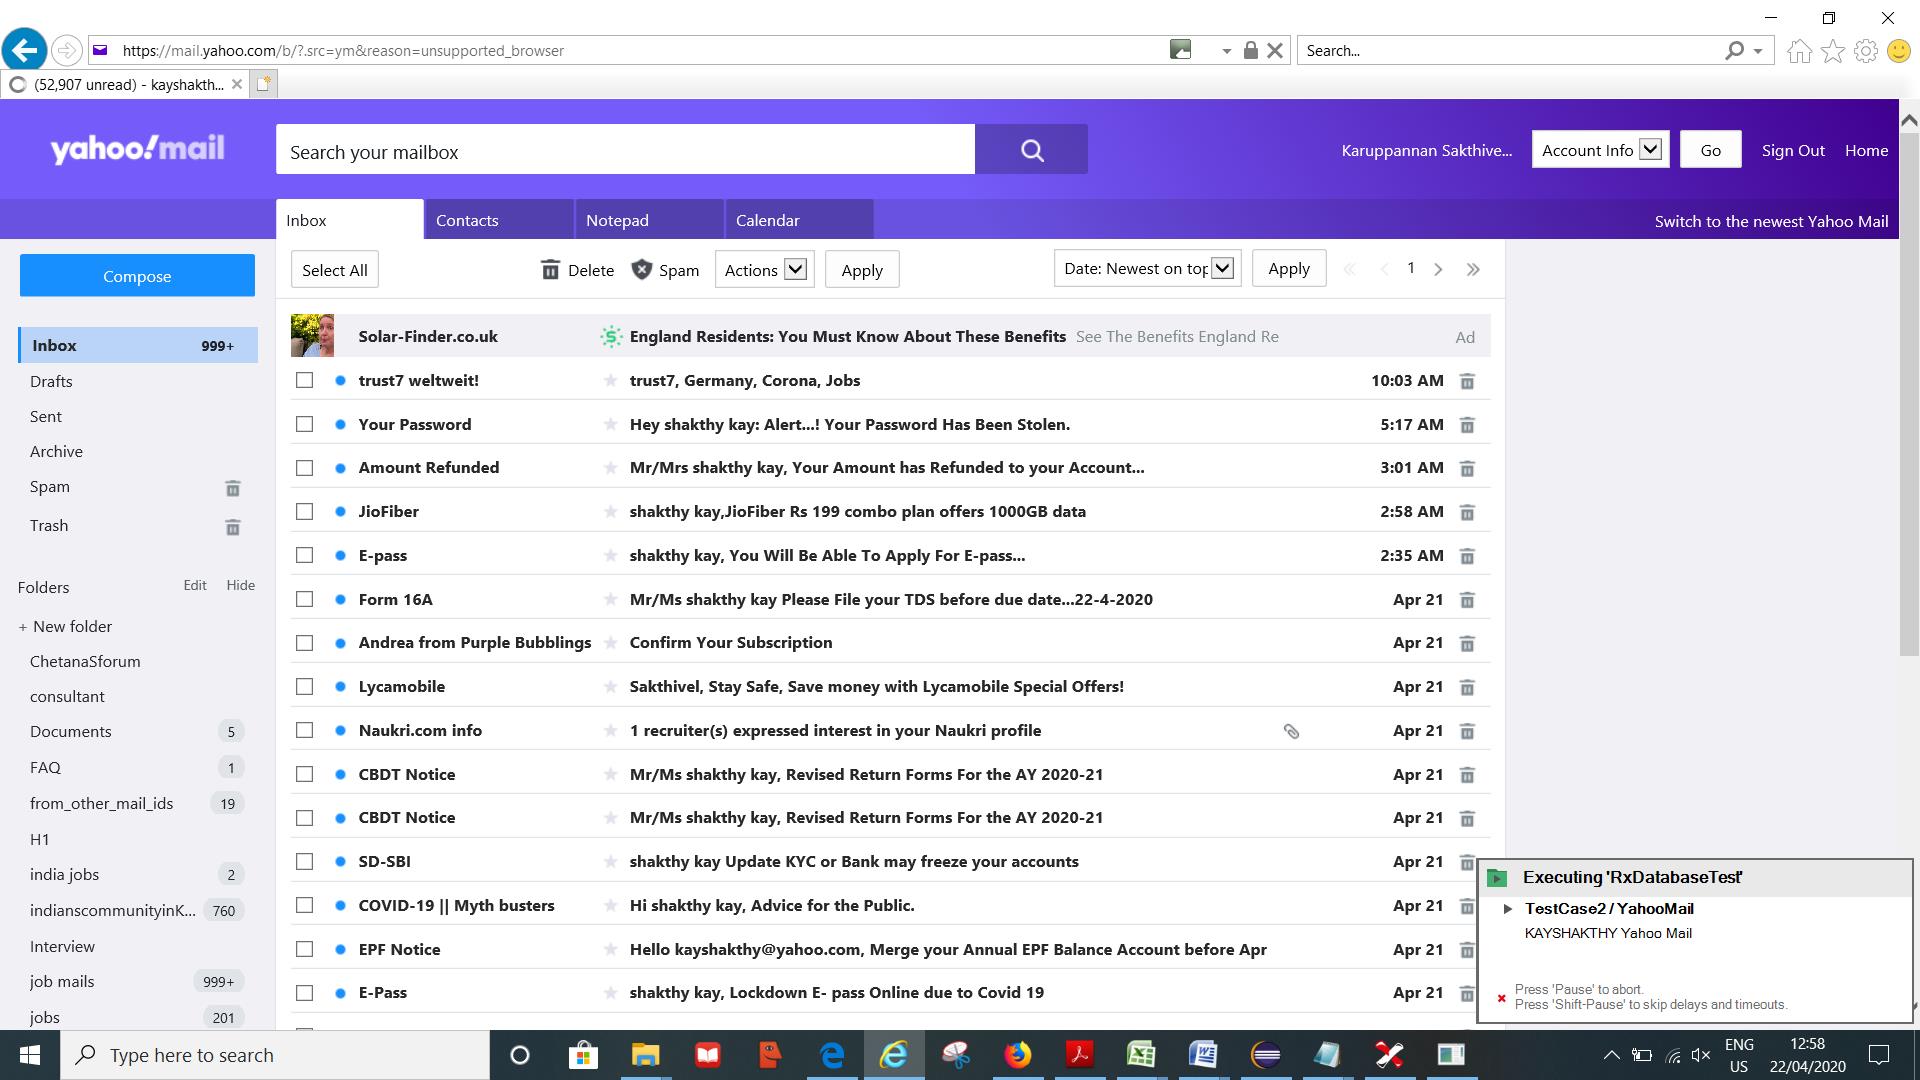 https://mail.yahoo.com/b/?.src=ym&reason=unsupported_browser
Search...
(52,907 unread) - kayshakth...
yahoo!mail
Search your mailbox
Karuppannan Sakthive...
Account Info
Go
Sign Out
Home
Inbox
Contacts
Notepad
Calendar
Switch to the newest Yahoo Mail
Compose
Select All
Delete
Spam
Actions
Apply
Date: Newest on top
Apply
1
Inbox 999+
Drafts
Sent
Archive
Spam
Trash
Folders Edit Hide
+ New folder
ChetanaSforum
consultant
Documents 5
FAQ 1
from_other_mail_ids 19
H1
india jobs 2
indianscommunityinK... 760
Interview
job mails 999+
jobs 201
Solar-Finder.co.uk England Residents: You Must Know About These Benefits See The Benefits England Re Ad
trust7 weltweit! trust7, Germany, Corona, Jobs 10:03 AM
Your Password Hey shakthy kay: Alert...! Your Password Has Been Stolen. 5:17 AM
Amount Refunded Mr/Mrs shakthy kay, Your Amount has Refunded to your Account... 3:01 AM
JioFiber shakthy kay,JioFiber Rs 199 combo plan offers 1000GB data 2:58 AM
E-pass shakthy kay, You Will Be Able To Apply For E-pass... 2:35 AM
Form 16A Mr/Ms shakthy kay Please File your TDS before due date...22-4-2020 Apr 21
Andrea from Purple Bubblings Confirm Your Subscription Apr 21
Lycamobile Sakthivel, Stay Safe, Save money with Lycamobile Special Offers! Apr 21
Naukri.com info 1 recruiter(s) expressed interest in your Naukri profile Apr 21
CBDT Notice Mr/Ms shakthy kay, Revised Return Forms For the AY 2020-21 Apr 21
CBDT Notice Mr/Ms shakthy kay, Revised Return Forms For the AY 2020-21 Apr 21
SD-SBI shakthy kay Update KYC or Bank may freeze your accounts Apr 21
COVID-19 || Myth busters Hi shakthy kay, Advice for the Public. Apr 21
EPF Notice Hello kayshakthy@yahoo.com, Merge your Annual EPF Balance Account before Apr Apr 21
E-Pass shakthy kay, Lockdown E- pass Online due to Covid 19 Apr 21
Executing 'RxDatabaseTest'
TestCase2 / YahooMail
KAYSHAKTHY Yahoo Mail
Press 'Pause' to abort.
Press 'Shift-Pause' to skip delays and timeouts.
Type here to search
ENG
US
12:58
22/04/2020